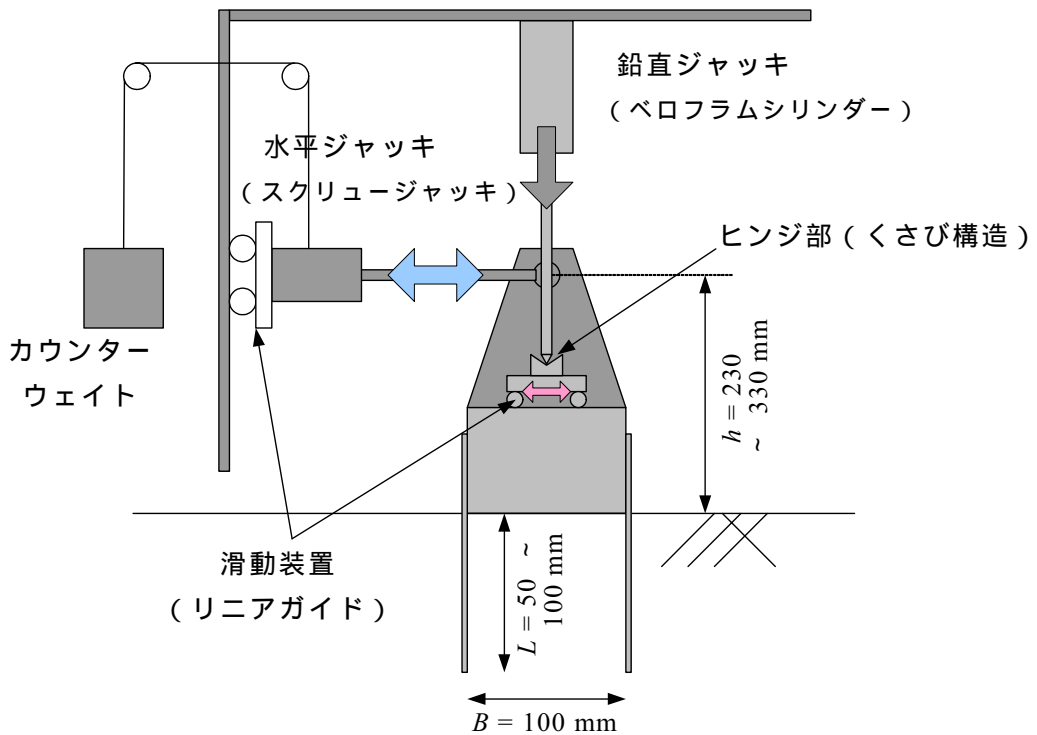 鉛直ジャッキ
（ベロフラムシリンダー）
水平ジャッキ
（スクリュージャッキ）
ヒンジ部（くさび構造）
カウンター
ウェイト
h = 230
~ 330 mm
滑動装置
（リニアガイド）
L = 50 ~
100 mm
B = 100 mm